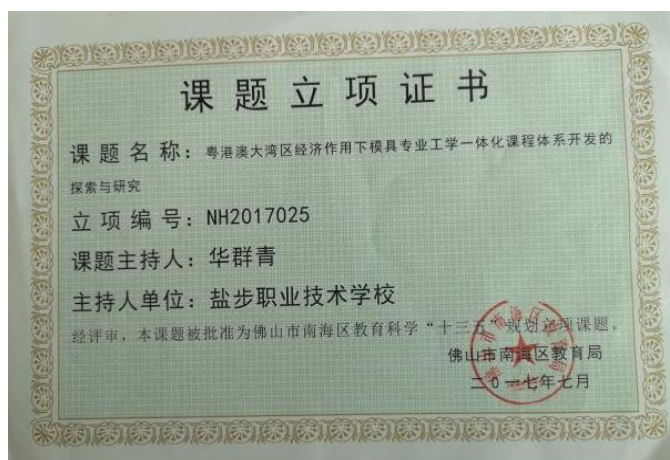 课题立项证书
课题名称：粤港澳大湾区经济作用下模具专业工学一体化课程体系开发的
探索与研究
立项编号：NH2017025
课题主持人：华群青
主持人单位：盐步职业技术学校
经评审，本课题被批准为佛山市南海区教育科学“十三五”规划立项课题。
佛山市南海区教育局
二0一七年七月